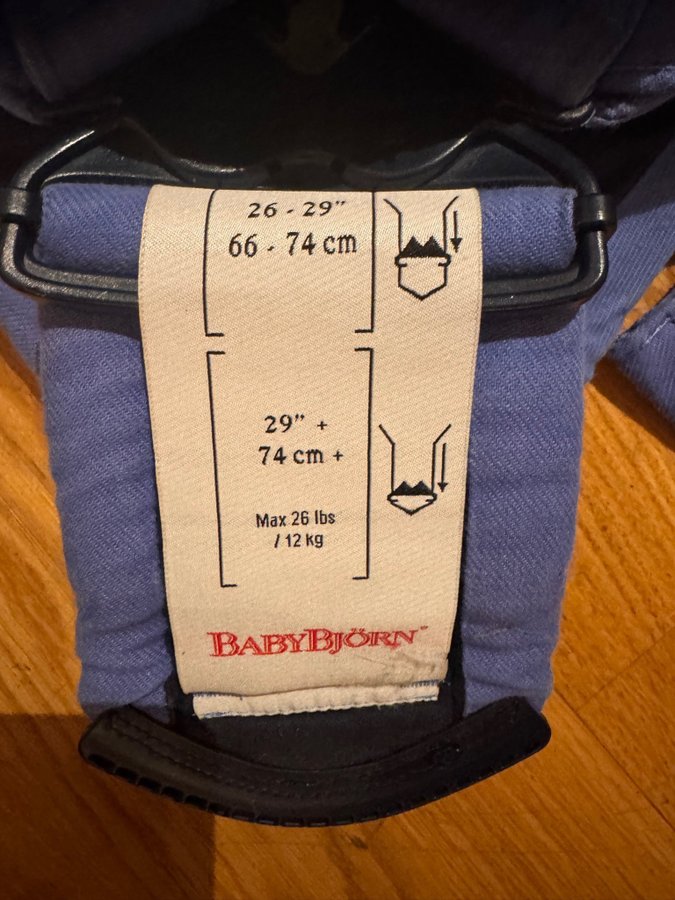 26 - 29"
66 - 74 cm
29" +
74 cm +
Max 26 lbs
/ 12 kg
BABYBJÖRN